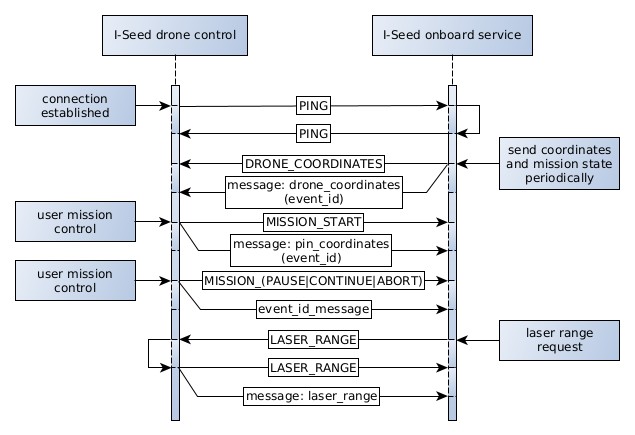 I-Seed drone control
I-Seed onboard service
connection
established
PING
PING
DRONE_COORDINATES
send coordinates
and mission state
periodically
message: drone_coordinates
(event_id)
user mission
control
MISSION_START
message: pin_coordinates
(event_id)
user mission
control
MISSION_(PAUSE|CONTINUE|ABORT)
event_id_message
LASER_RANGE
laser range
request
LASER_RANGE
message: laser_range